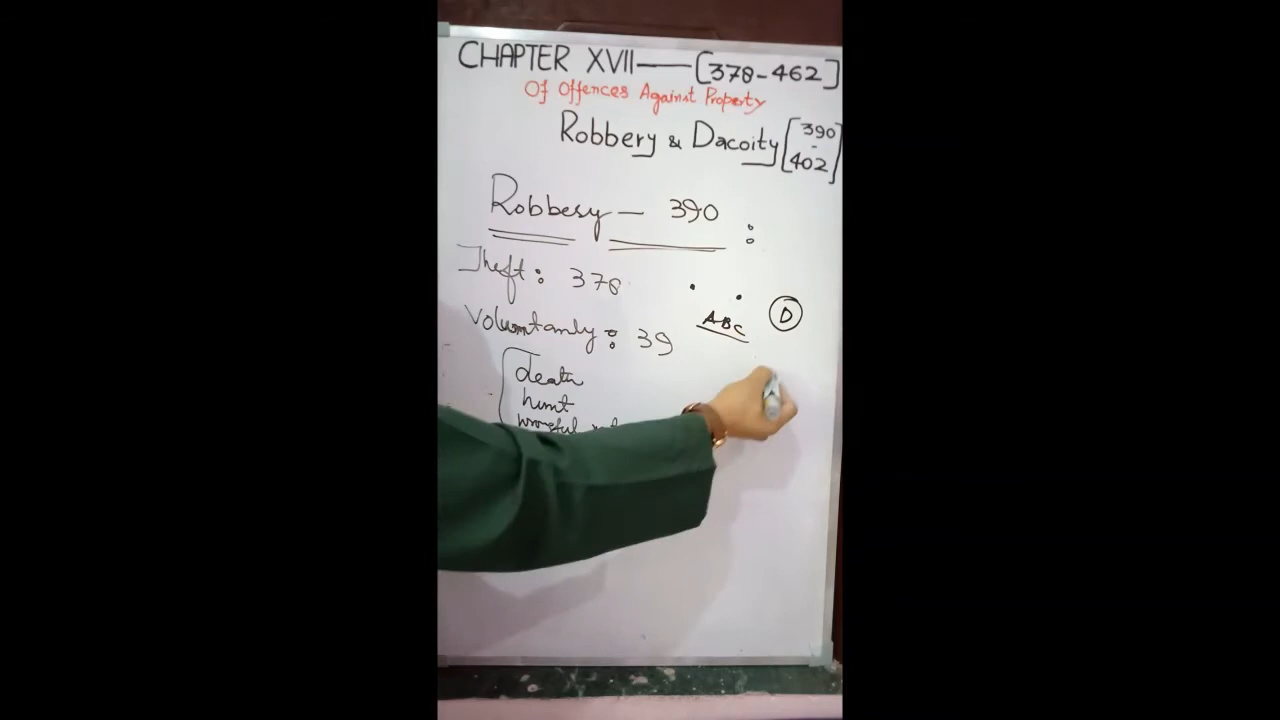 CHAPTER XVII — [378-462]
Of Offences Against Property
Robbery & Dacoity [390 - 402]
Robbery — 390 :
Theft : 378
Voluntarily : 39
A B C
D
death
hurt
wrongful